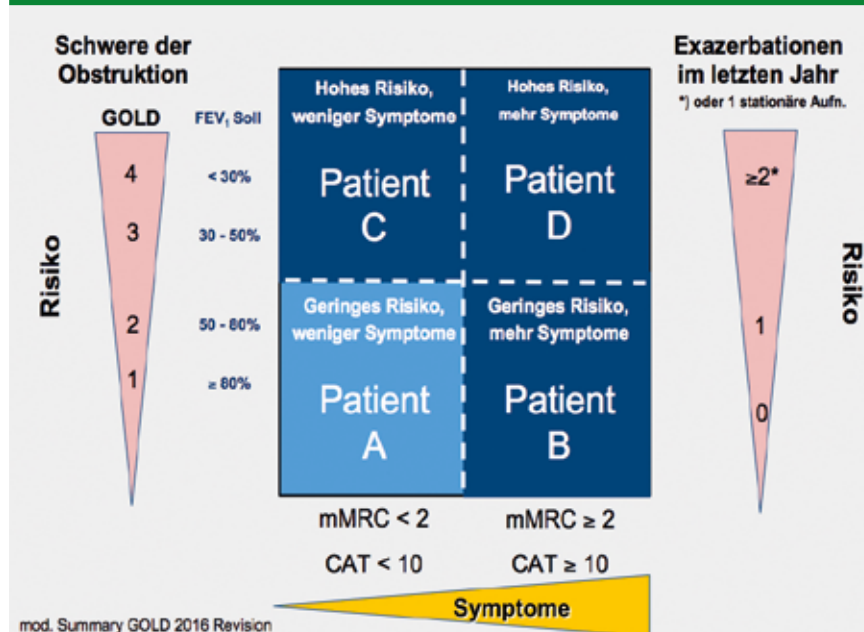 Schwere der
Obstruktion
Exazerbationen
im letzten Jahr
*) oder 1 stationäre Aufn.
GOLD
FEV₁ Soll
Hohes Risiko,
weniger Symptome
Hohes Risiko,
mehr Symptome
4
< 30%
Patient
C
Patient
D
≥2*
3
30 - 50%
Risiko
Risiko
2
50 - 80%
Geringes Risiko,
weniger Symptome
Geringes Risiko,
mehr Symptome
1
1
≥ 80%
Patient
A
Patient
B
0
mMRC < 2
mMRC ≥ 2
CAT < 10
CAT ≥ 10
Symptome
mod. Summary GOLD 2016 Revision